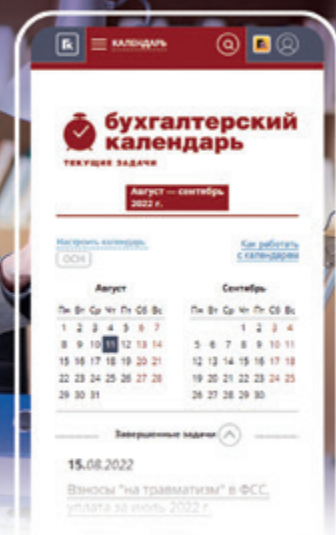 КАЛЕНДАРЬ
бухгалтерский
календарь
ТЕКУЩИЕ ЗАДАЧИ
Август — сентябрь
2022 г.
Настроить календарь
Как работать
с календарем
ОСН
Август
Пн Вт Ср Чт Пт Сб Вс
1 2 3 4 5 6 7
8 9 10 11 12 13 14
15 16 17 18 19 20 21
22 23 24 25 26 27 28
29 30 31
Сентябрь
Пн Вт Ср Чт Пт Сб Вс
1 2 3 4
5 6 7 8 9 10 11
12 13 14 15 16 17 18
19 20 21 22 23 24 25
26 27 28 29 30
Завершенные задачи
15.08.2022
Взносы "на травматизм" в ФСС,
уплата за июль 2022 г.